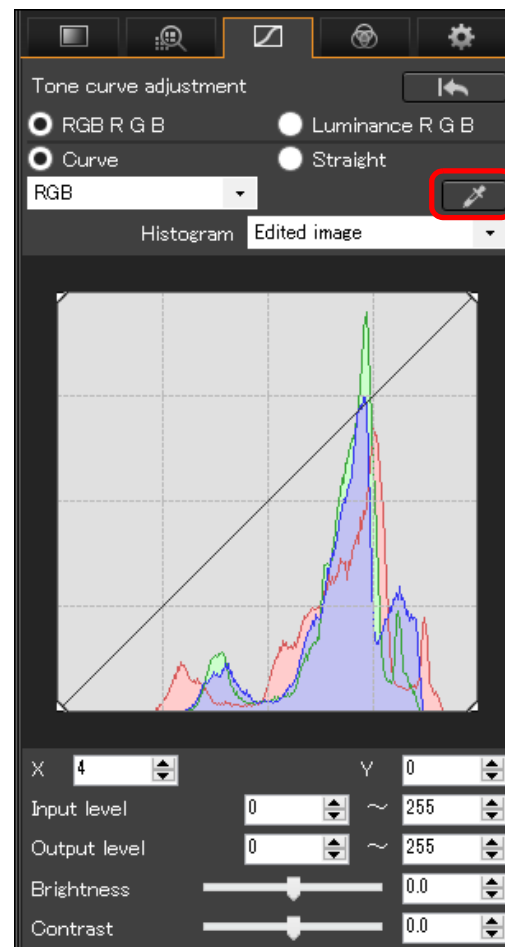 Tone curve adjustment
RGB R G B Luminance R G B
Curve Straight
RGB
Histogram Edited image
X 4 Y 0
Input level 0 ~ 255
Output level 0 ~ 255
Brightness 0.0
Contrast 0.0